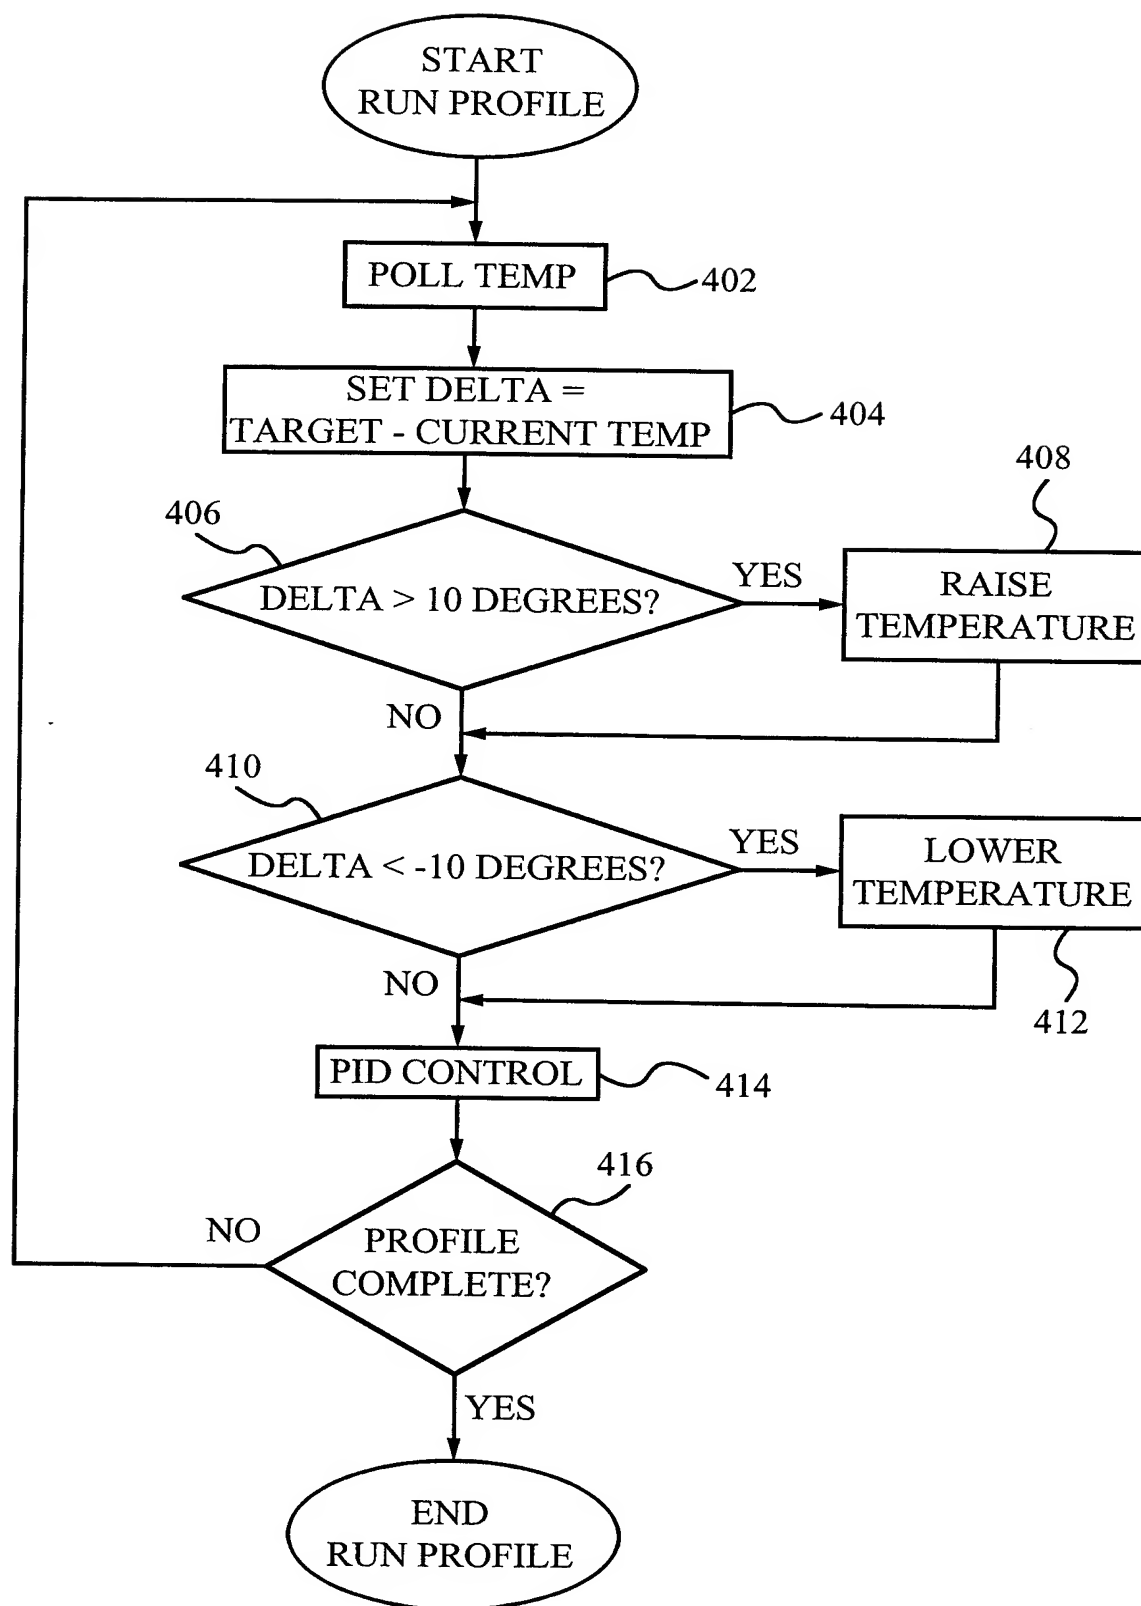 START
RUN PROFILE
POLL TEMP
402
SET DELTA =
TARGET - CURRENT TEMP
404
406
DELTA > 10 DEGREES?
YES
408
RAISE
TEMPERATURE
NO
410
DELTA < -10 DEGREES?
YES
LOWER
TEMPERATURE
412
NO
PID CONTROL
414
416
PROFILE
COMPLETE?
NO
YES
END
RUN PROFILE